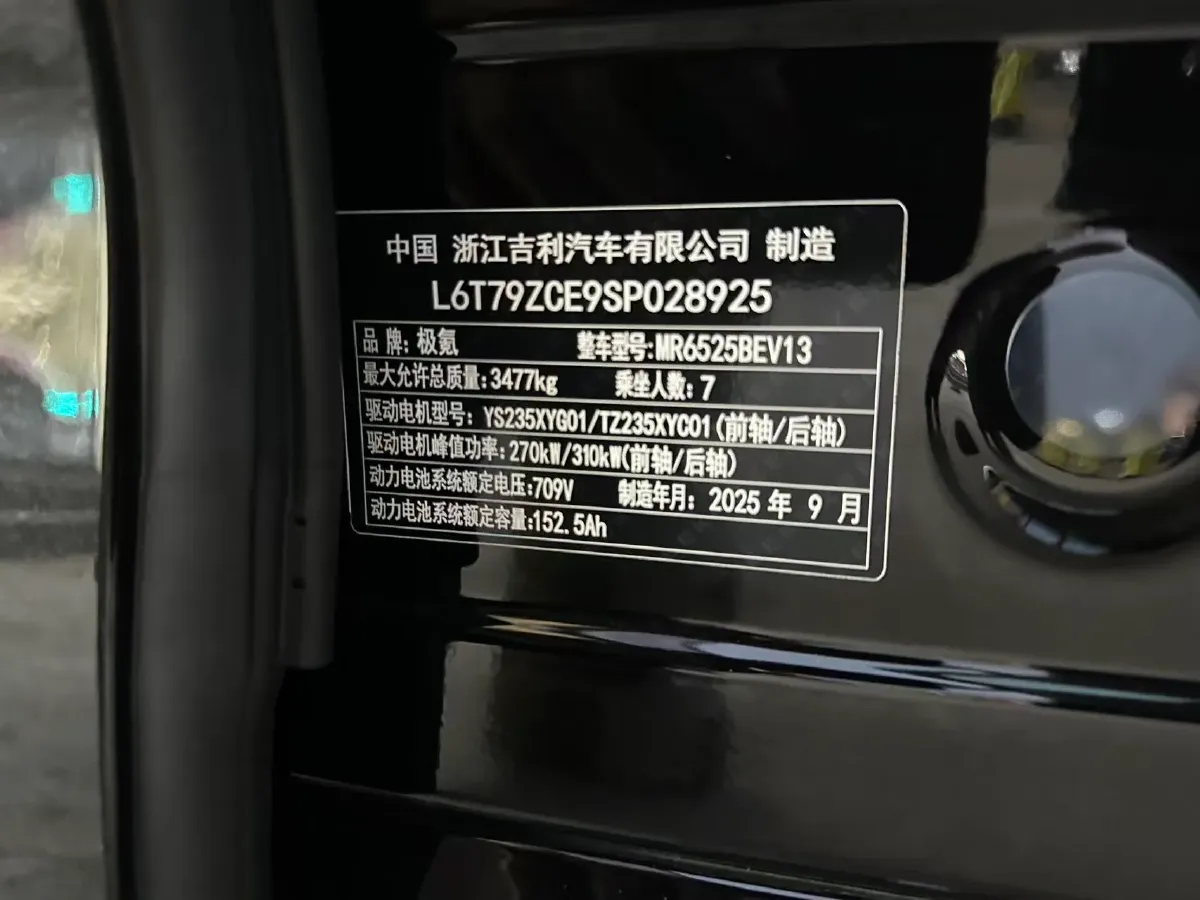 中国 浙江吉利汽车有限公司 制造
L6T79ZCE9SP028925
品 牌: 极氪 整车型号:MR6525BEV13
最大允许总质量:3477kg 乘坐人数: 7
驱动电机型号: YS235XYG01/TZ235XYC01(前轴/后轴)
驱动电机峰值功率:270kW/310kW(前轴/后轴)
动力电池系统额定电压:709V 制造年月: 2025 年 9 月
动力电池系统额定容量:152.5Ah